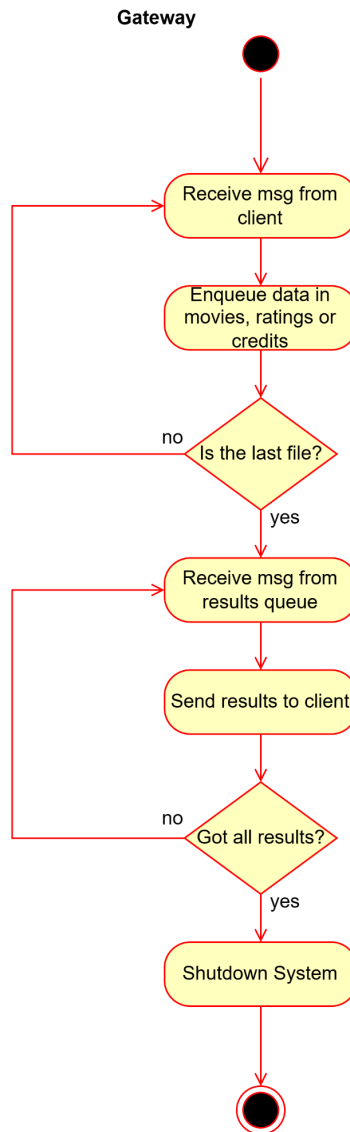 Gateway
Receive msg from
client
Enqueue data in
movies, ratings or
credits
no
Is the last file?
yes
Receive msg from
results queue
Send results to client
no
Got all results?
yes
Shutdown System